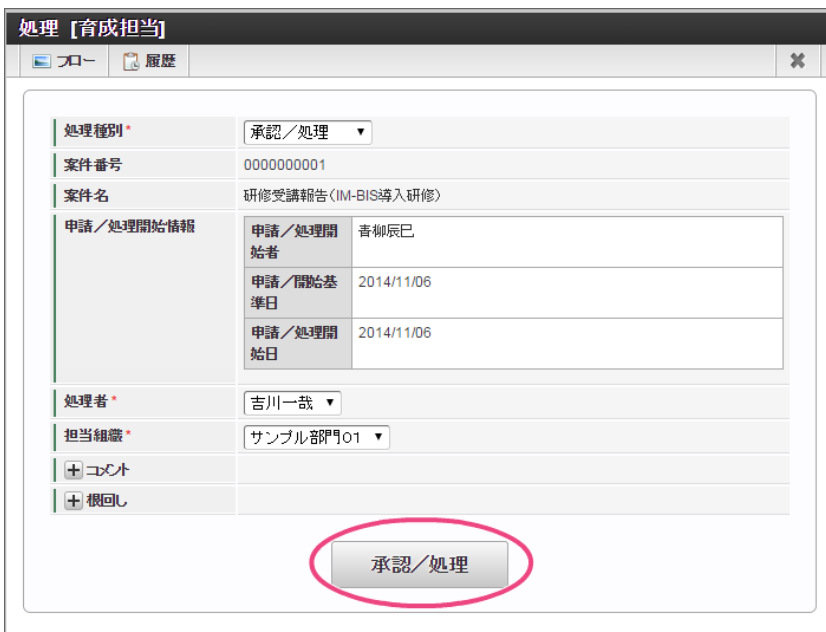 処理 [育成担当]
フロー 履歴
処理種別* 承認／処理
案件番号 0000000001
案件名 研修受講報告（IM-BIS導入研修）
申請／処理開始情報
申請／処理開
始者
青柳辰巳
申請／開始基
準日
2014/11/06
申請／処理開
始日
2014/11/06
処理者* 吉川一哉
担当組織* サンプル部門01
コメント
根回し
承認／処理